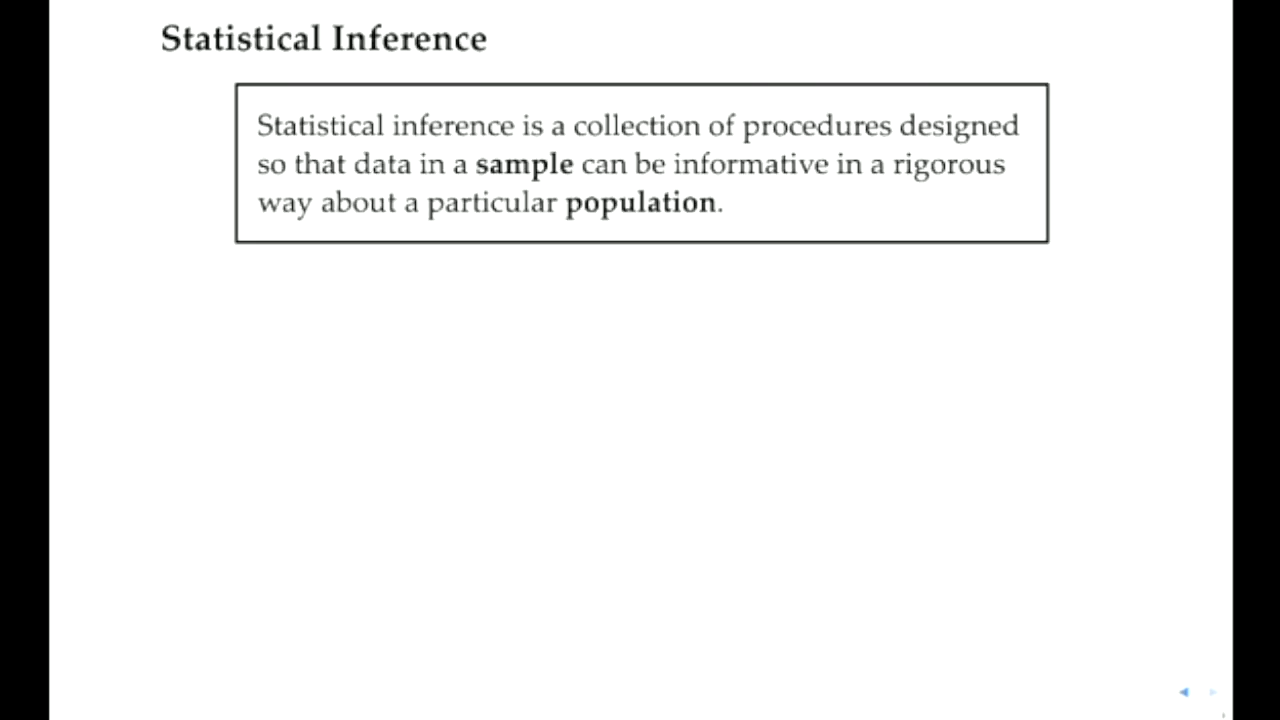 Statistical Inference
Statistical inference is a collection of procedures designed
so that data in a sample can be informative in a rigorous
way about a particular population.